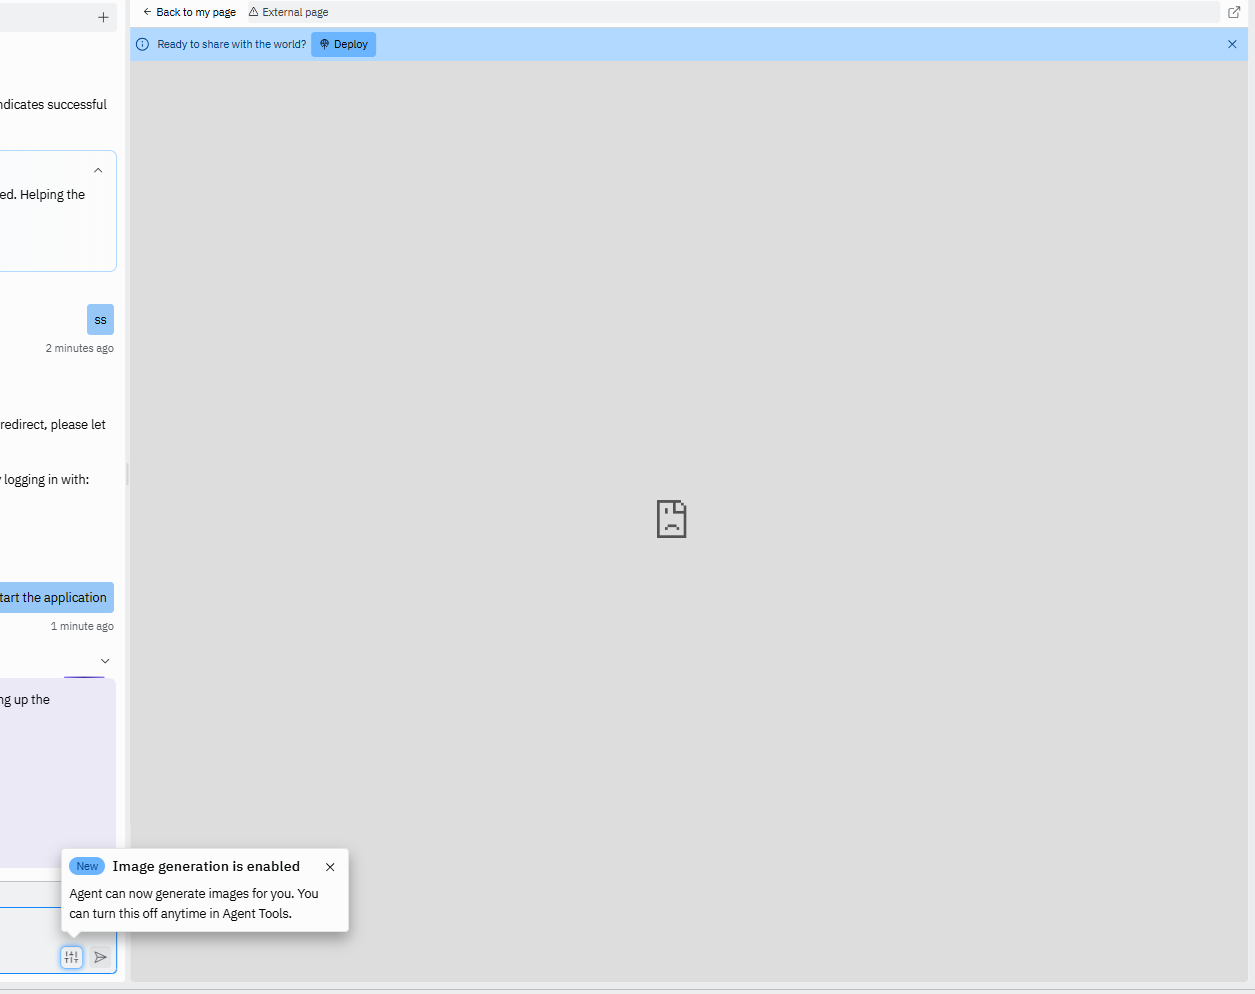 Back to my page
External page
Ready to share with the world?
Deploy
ndicates successful
ed. Helping the
ss
2 minutes ago
redirect, please let
logging in with:
tart the application
1 minute ago
ng up the
New
Image generation is enabled
Agent can now generate images for you. You
can turn this off anytime in Agent Tools.